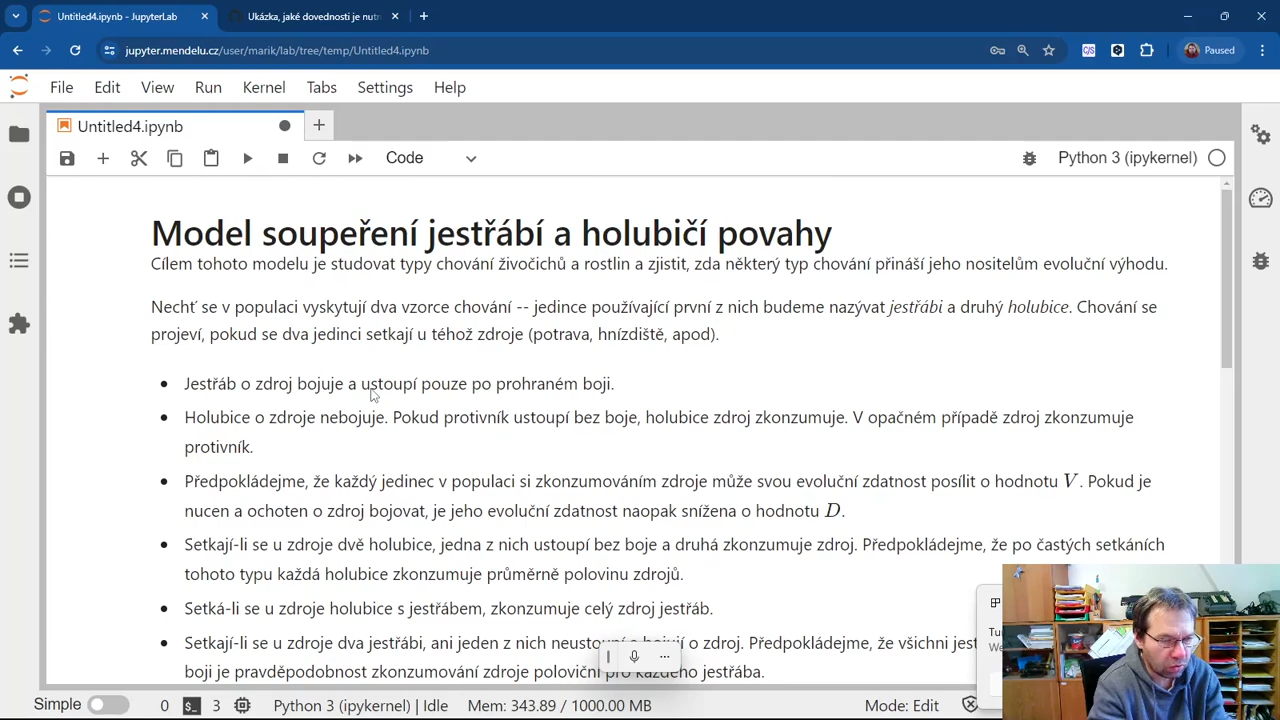 Untitled4.ipynb - JupyterLab
Ukázka, jaké dovednosti je nutn
jupyter.mendelu.cz/user/marik/lab/tree/temp/Untitled4.ipynb
Paused
File Edit View Run Kernel Tabs Settings Help
Untitled4.ipynb
Code
Python 3 (ipykernel)
Model soupeření jestřábí a holubičí povahy
Cílem tohoto modelu je studovat typy chování živočichů a rostlin a zjistit, zda některý typ chování přináší jeho nositelům evoluční výhodu.
Nechť se v populaci vyskytují dva vzorce chování -- jedince používající první z nich budeme nazývat jestřábi a druhý holubice. Chování se
projeví, pokud se dva jedinci setkají u téhož zdroje (potrava, hnízdiště, apod).
• Jestřáb o zdroj bojuje a ustoupí pouze po prohraném boji.
• Holubice o zdroje nebojuje. Pokud protivník ustoupí bez boje, holubice zdroj zkonzumuje. V opačném případě zdroj zkonzumuje
protivník.
• Předpokládejme, že každý jedinec v populaci si zkonzumováním zdroje může svou evoluční zdatnost posílit o hodnotu V. Pokud je
nucen a ochoten o zdroj bojovat, je jeho evoluční zdatnost naopak snížena o hodnotu D.
• Setkají-li se u zdroje dvě holubice, jedna z nich ustoupí bez boje a druhá zkonzumuje zdroj. Předpokládejme, že po častých setkáních
tohoto typu každá holubice zkonzumuje průměrně polovinu zdrojů.
• Setká-li se u zdroje holubice s jestřábem, zkonzumuje celý zdroj jestřáb.
• Setkají-li se u zdroje dva jestřábi, ani jeden z nich neustoupí a bojují o zdroj. Předpokládejme, že všichni
boji je pravděpodobnost zkonzumování zdroje poloviční pro každého jestřába.
Simple 0 3 Python 3 (ipykernel) | Idle Mem: 343.89 / 1000.00 MB Mode: Edit